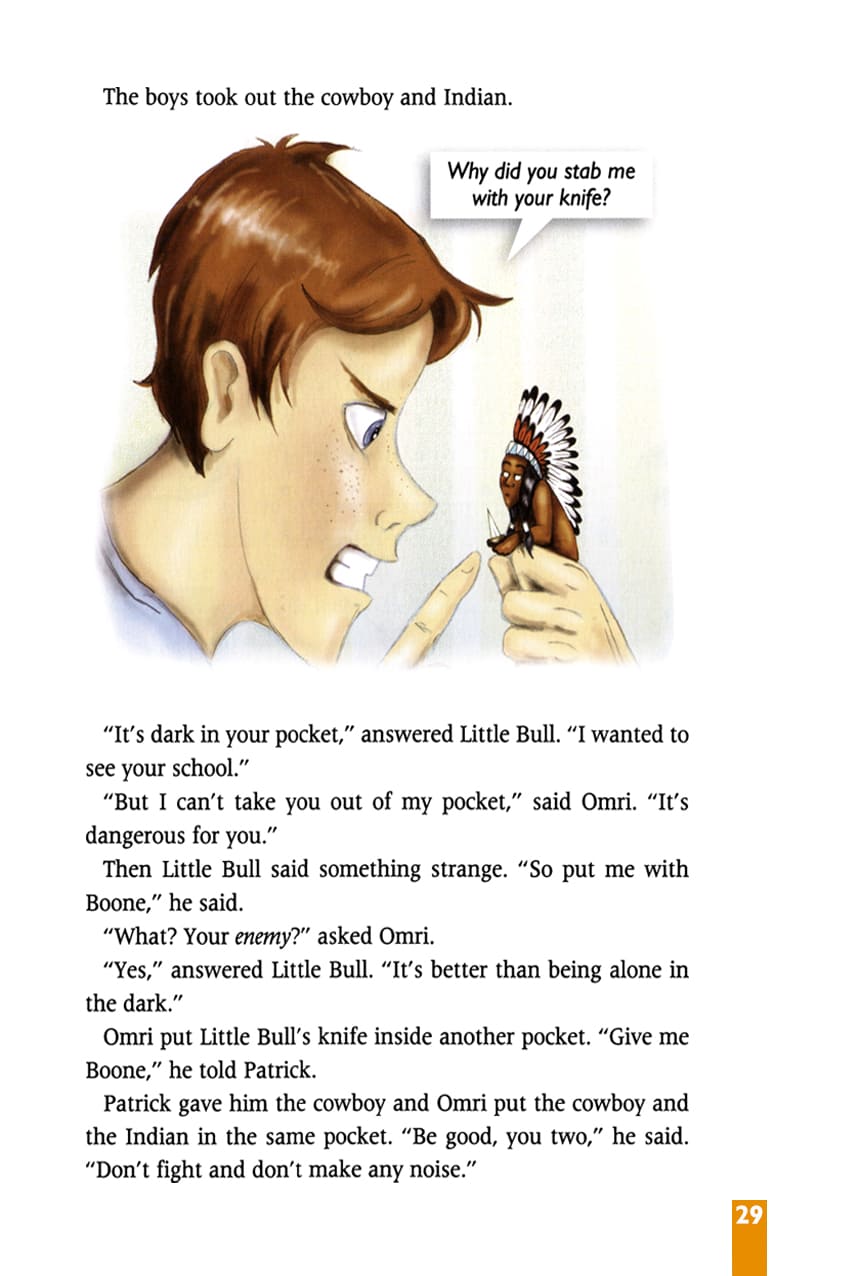 The boys took out the cowboy and Indian.
Why did you stab me
with your knife?
“It’s dark in your pocket,” answered Little Bull. “I wanted to
see your school.”
“But I can’t take you out of my pocket,” said Omri. “It’s
dangerous for you.”
Then Little Bull said something strange. “So put me with
Boone,” he said.
“What? Your enemy?” asked Omri.
“Yes,” answered Little Bull. “It’s better than being alone in
the dark.”
Omri put Little Bull’s knife inside another pocket. “Give me
Boone,” he told Patrick.
Patrick gave him the cowboy and Omri put the cowboy and
the Indian in the same pocket. “Be good, you two,” he said.
“Don’t fight and don’t make any noise.”
29